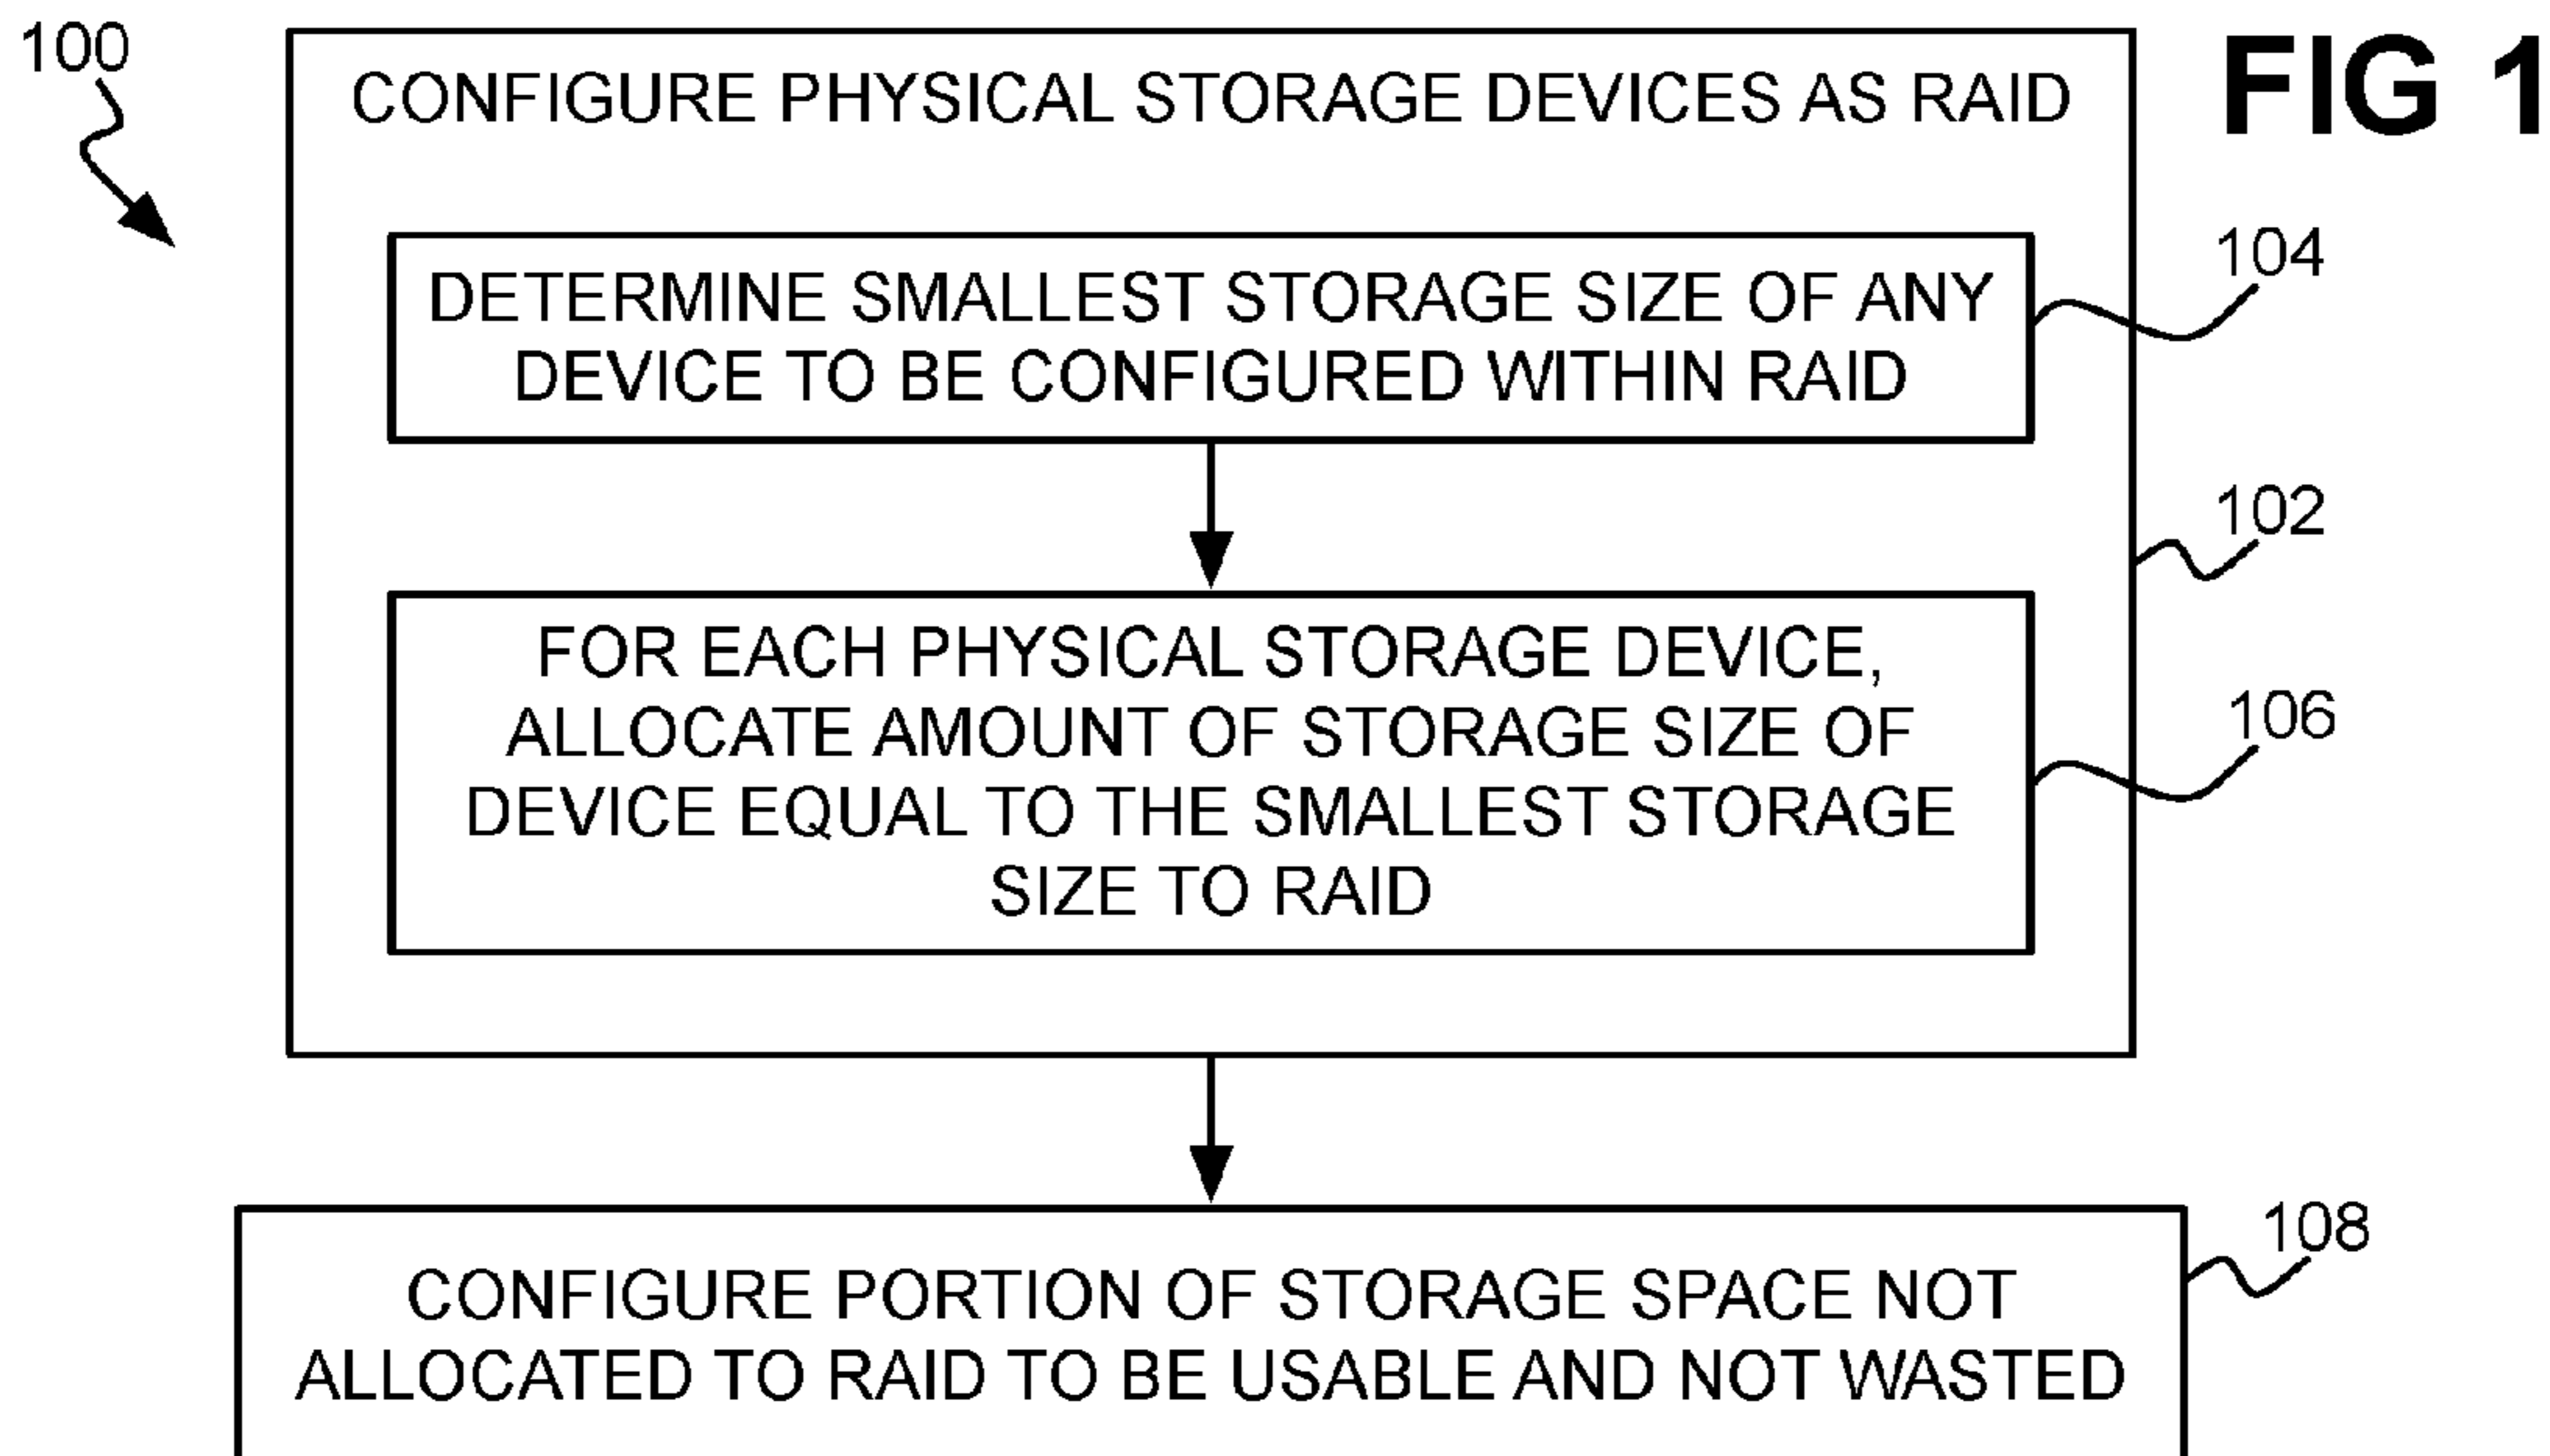 100
FIG 1
CONFIGURE PHYSICAL STORAGE DEVICES AS RAID
104
DETERMINE SMALLEST STORAGE SIZE OF ANY
DEVICE TO BE CONFIGURED WITHIN RAID
102
FOR EACH PHYSICAL STORAGE DEVICE,
ALLOCATE AMOUNT OF STORAGE SIZE OF
DEVICE EQUAL TO THE SMALLEST STORAGE
SIZE TO RAID
106
108
CONFIGURE PORTION OF STORAGE SPACE NOT
ALLOCATED TO RAID TO BE USABLE AND NOT WASTED